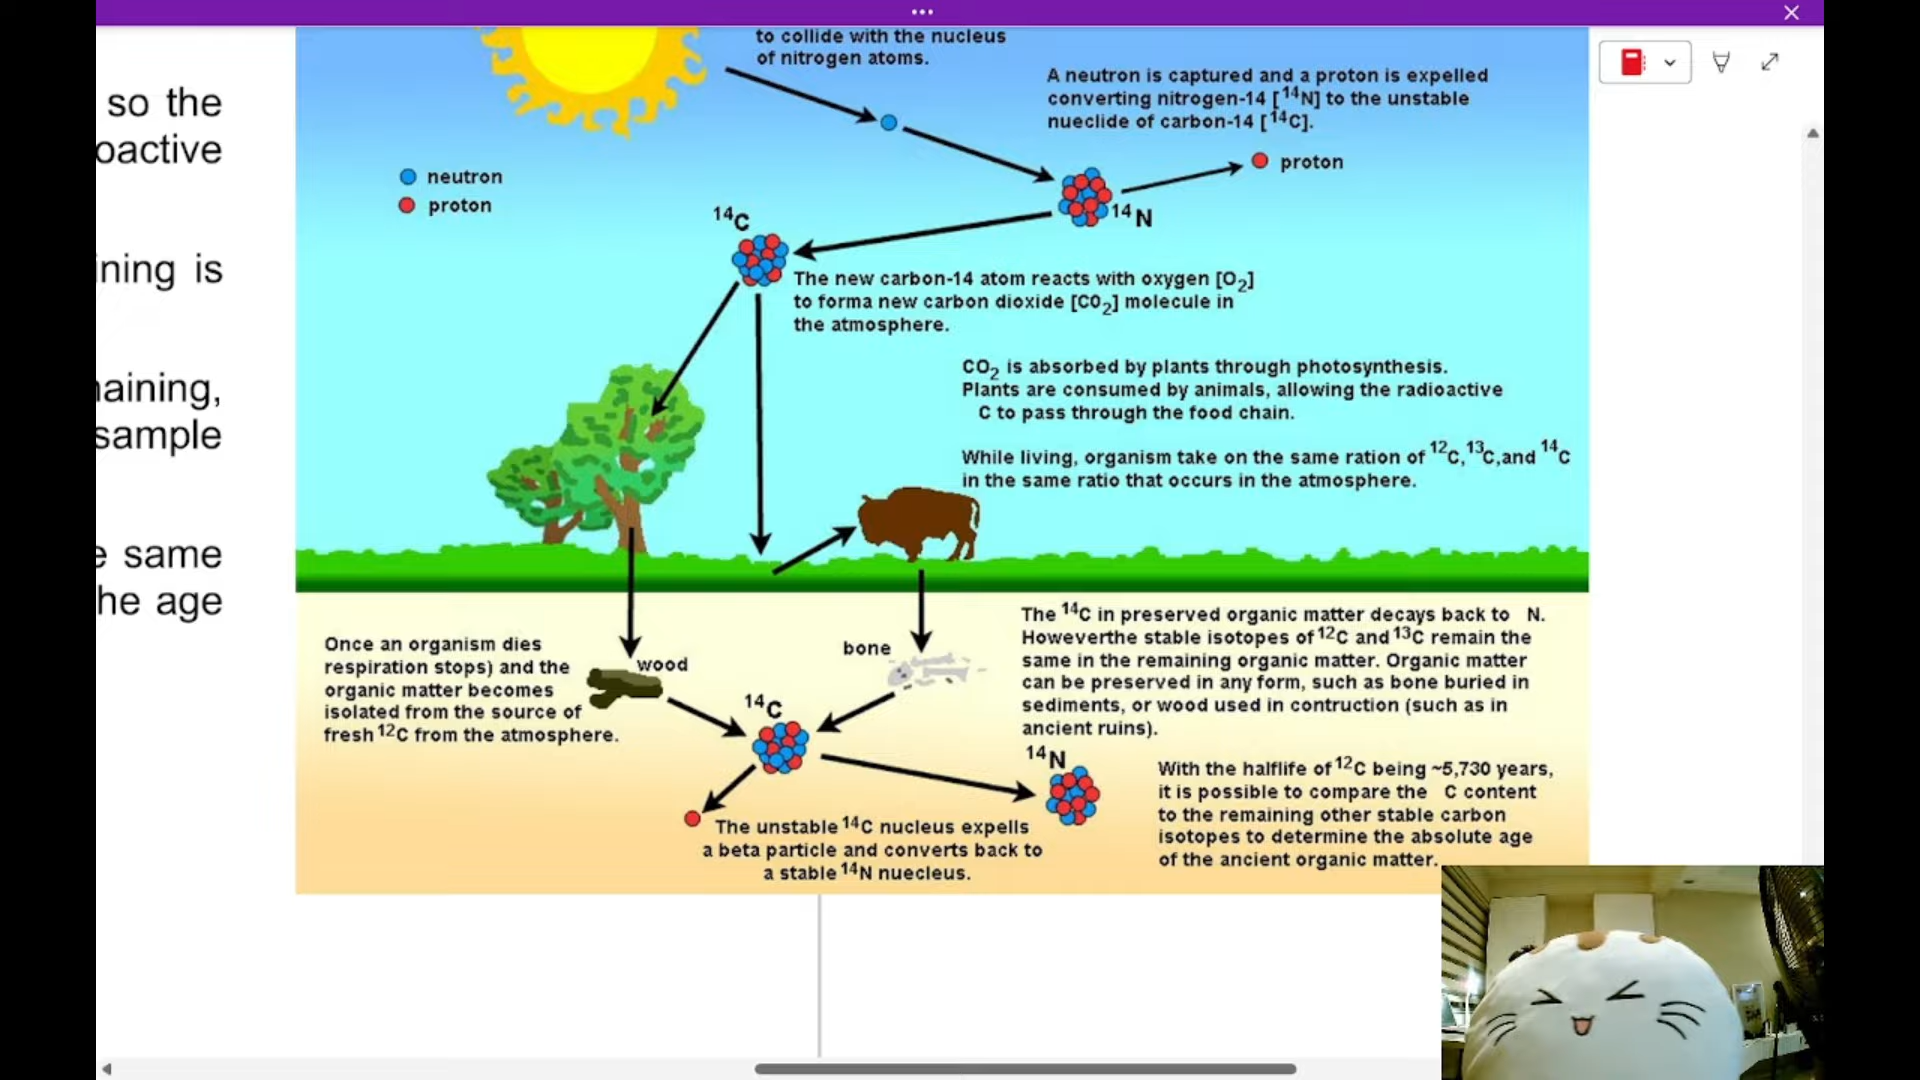 so the
oactive
ining is
naining,
sample
e same
he age
to collide with the nucleus
of nitrogen atoms.
A neutron is captured and a proton is expelled
converting nitrogen-14 [¹⁴N] to the unstable
nueclide of carbon-14 [¹⁴C].
neutron
proton
proton
¹⁴N
¹⁴C
The new carbon-14 atom reacts with oxygen [O₂]
to forma new carbon dioxide [CO₂] molecule in
the atmosphere.
CO₂ is absorbed by plants through photosynthesis.
Plants are consumed by animals, allowing the radioactive
C to pass through the food chain.
While living, organism take on the same ration of ¹²C,¹³C,and ¹⁴C
in the same ratio that occurs in the atmosphere.
Once an organism dies
respiration stops) and the
organic matter becomes
isolated from the source of
fresh ¹²C from the atmosphere.
wood
bone
¹⁴C
The ¹⁴C in preserved organic matter decays back to N.
Howeverthe stable isotopes of ¹²C and ¹³C remain the
same in the remaining organic matter. Organic matter
can be preserved in any form, such as bone buried in
sediments, or wood used in contruction (such as in
ancient ruins).
¹⁴N
The unstable ¹⁴C nucleus expells
a beta particle and converts back to
a stable ¹⁴N nuecleus.
With the halflife of ¹²C being ~5,730 years,
it is possible to compare the C content
to the remaining other stable carbon
isotopes to determine the absolute age
of the ancient organic matter.